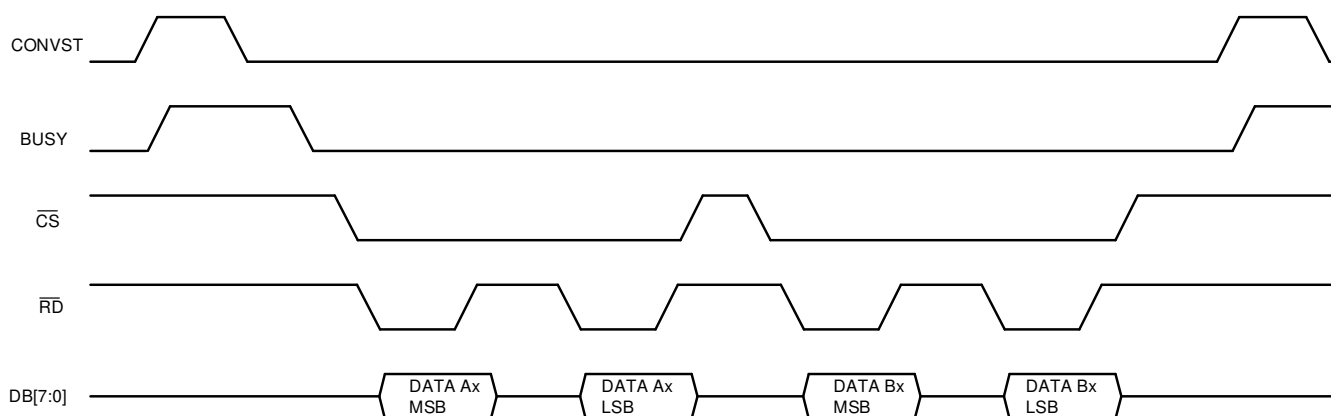 CONVST
BUSY
CS
RD
DB[7:0]
DATA Ax
MSB
DATA Ax
LSB
DATA Bx
MSB
DATA Bx
LSB